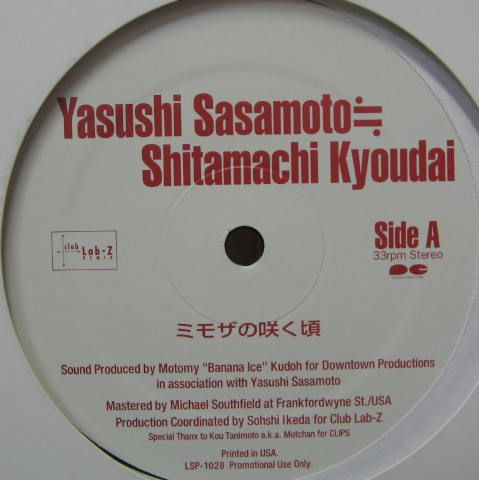 Yasushi Sasamoto≒
Shitamachi Kyoudai
Side A
33rpm Stereo
club Lab-Z
REMIX
ミモザの咲く頃
Sound Produced by Motomy "Banana Ice" Kudoh for Downtown Productions
in association with Yasushi Sasamoto
Mastered by Michael Southfield at Frankfordwyne St./USA
Production Coordinated by Sohshi Ikeda for Club Lab-Z
Special Thanx to Kou Tanimoto a.k.a. Motchan for CLIPS
Printed in USA.
LSP-1028 Promotional Use Only.